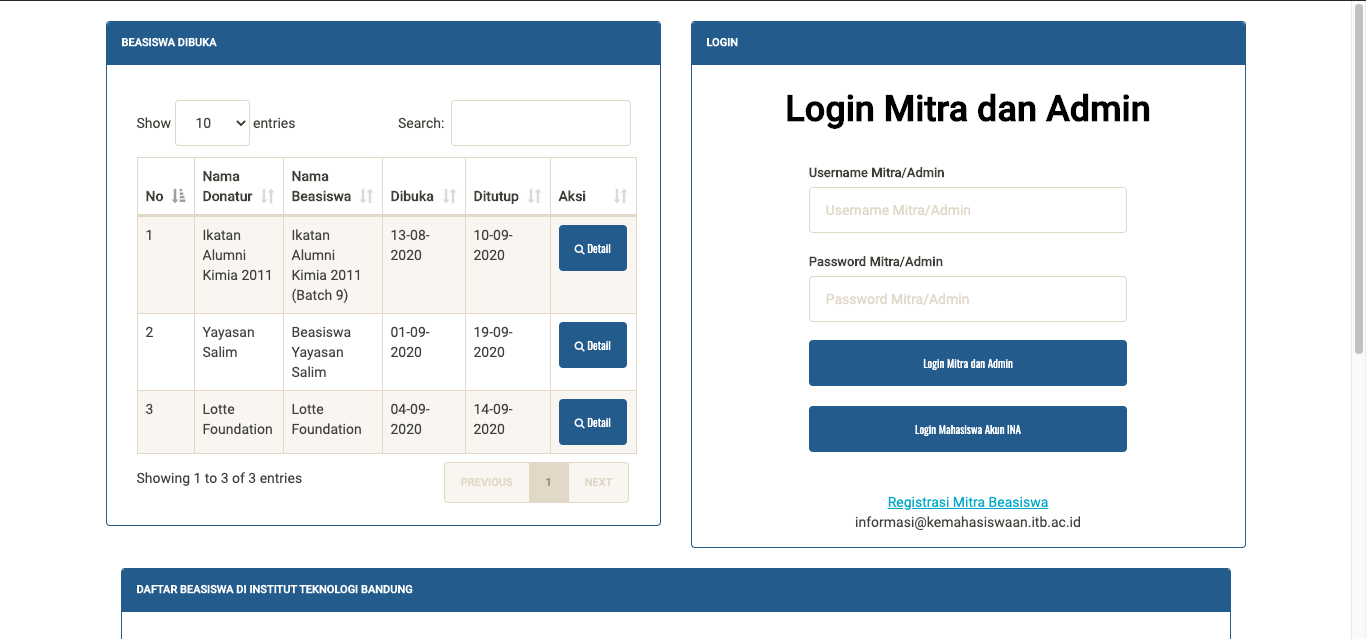 BEASISWA DIBUKA
Show 10 entries
Search:
No
Nama Donatur
Nama Beasiswa
Dibuka
Ditutup
Aksi
1
Ikatan
Alumni
Kimia 2011
Ikatan
Alumni
Kimia 2011
(Batch 9)
13-08-
2020
10-09-
2020
Detail
2
Yayasan
Salim
Beasiswa
Yayasan
Salim
01-09-
2020
19-09-
2020
Detail
3
Lotte
Foundation
Lotte
Foundation
04-09-
2020
14-09-
2020
Detail
Showing 1 to 3 of 3 entries
PREVIOUS 1 NEXT
LOGIN
Login Mitra dan Admin
Username Mitra/Admin
Username Mitra/Admin
Password Mitra/Admin
Password Mitra/Admin
Login Mitra dan Admin
Login Mahasiswa Akun INA
Registrasi Mitra Beasiswa
informasi@kemahasiswaan.itb.ac.id
DAFTAR BEASISWA DI INSTITUT TEKNOLOGI BANDUNG